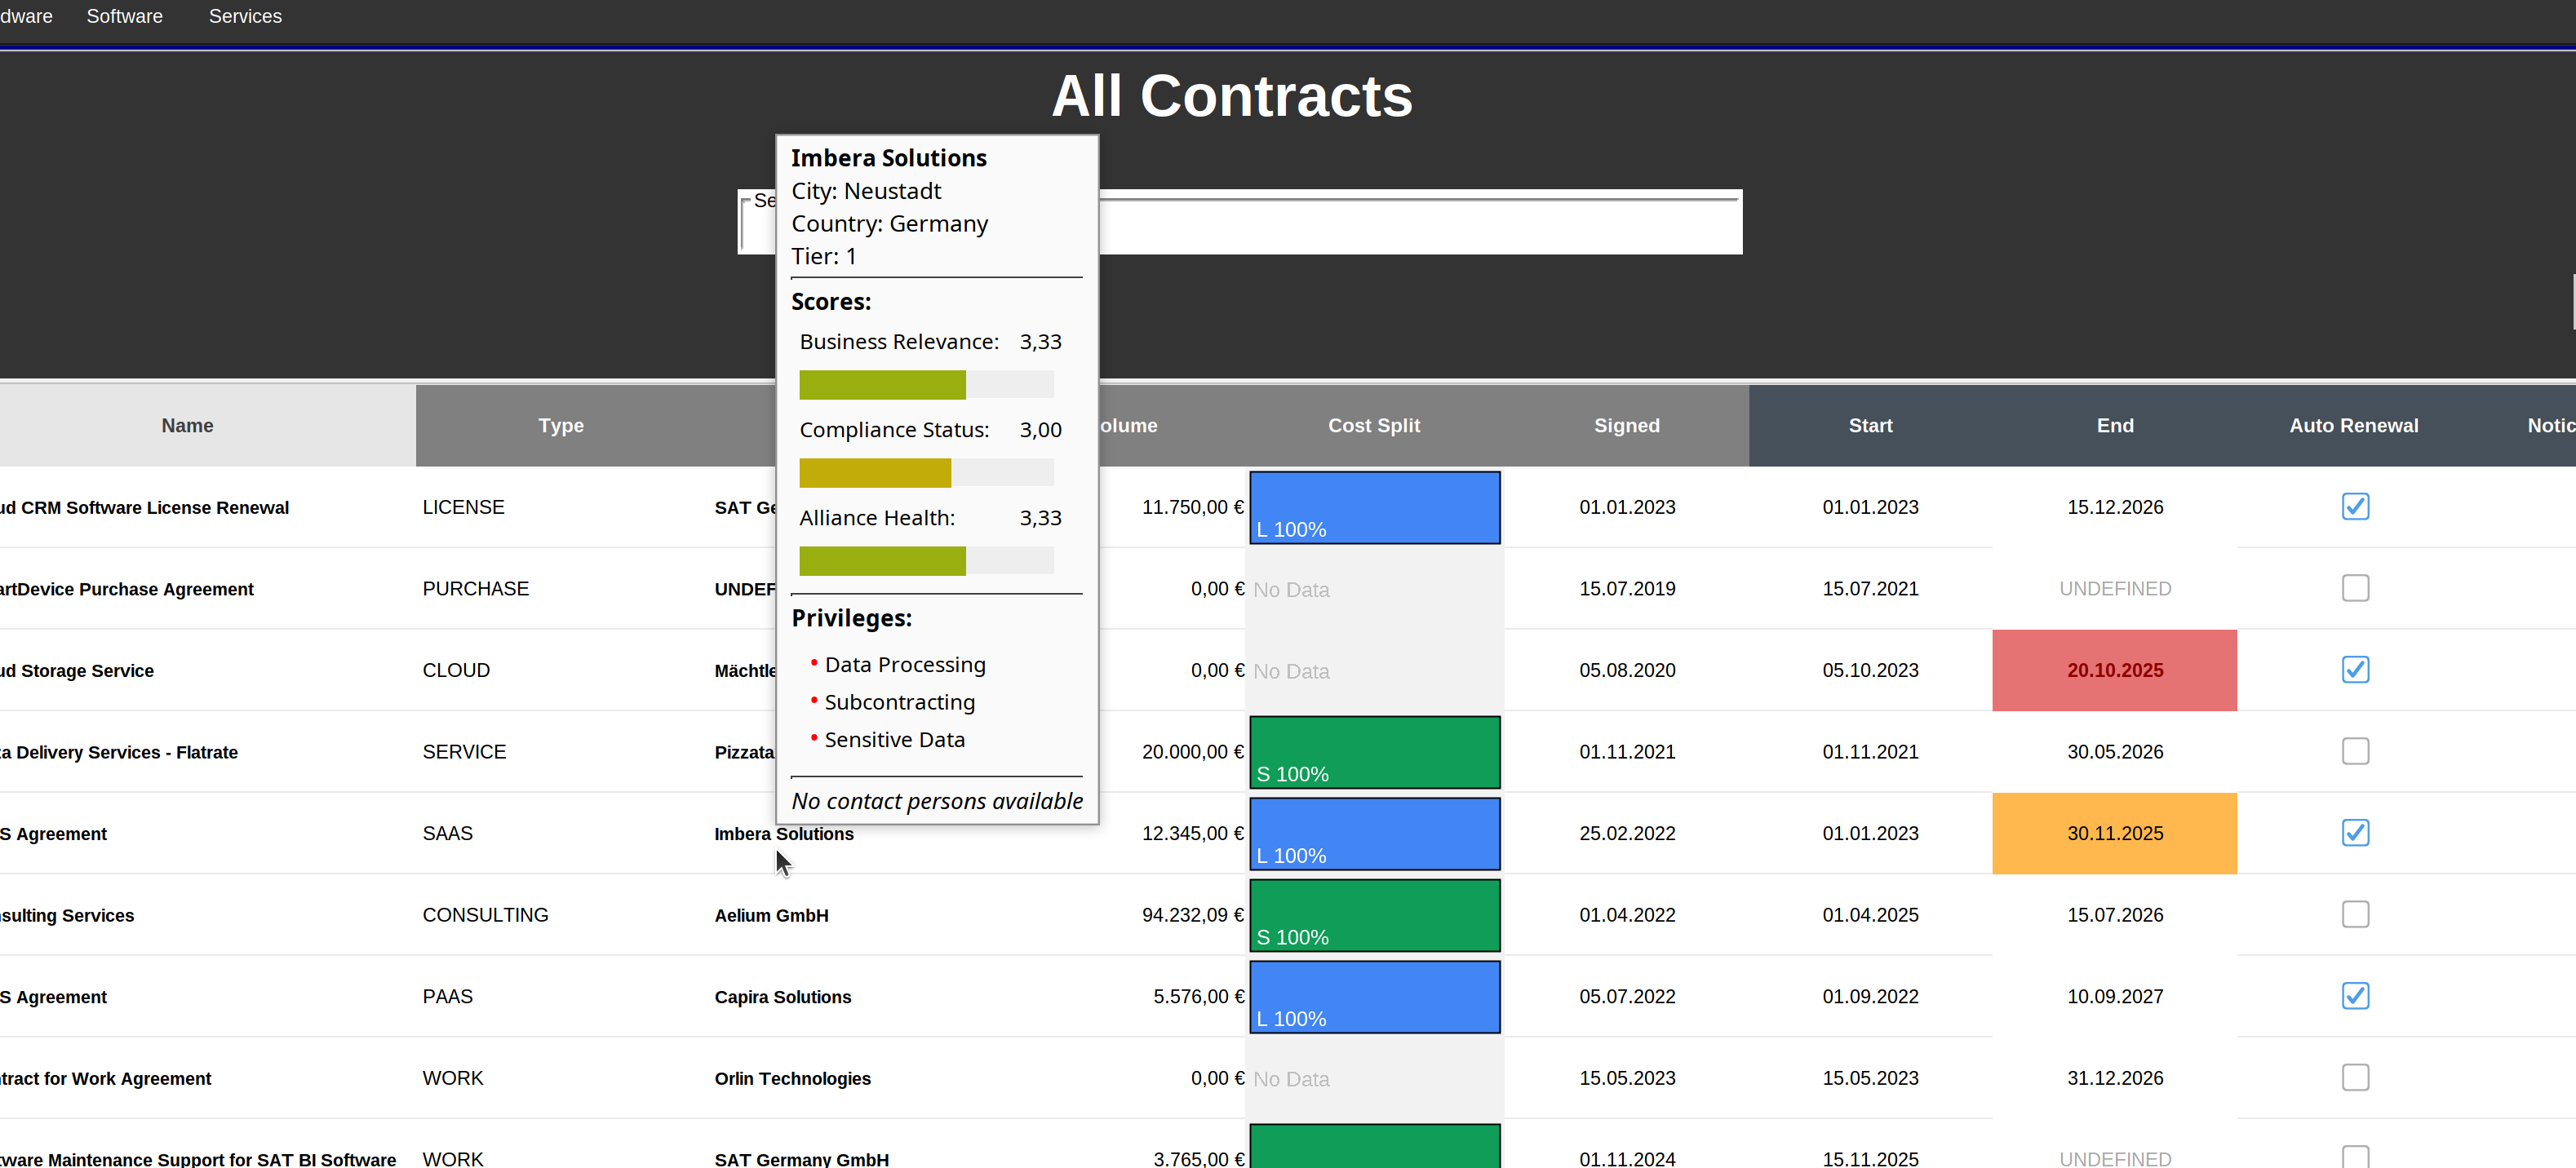 dware Software Services
All Contracts
Se
Imbera Solutions
City: Neustadt
Country: Germany
Tier: 1
Scores:
Business Relevance: 3,33
Compliance Status: 3,00
Alliance Health: 3,33
Privileges:
• Data Processing
• Subcontracting
• Sensitive Data
No contact persons available
Name Type olume Cost Split Signed Start End Auto Renewal Notic
ud CRM Software License Renewal LICENSE SAT Ge 11.750,00 € L 100% 01.01.2023 01.01.2023 15.12.2026
artDevice Purchase Agreement PURCHASE UNDEF 0,00 € No Data 15.07.2019 15.07.2021 UNDEFINED
ud Storage Service CLOUD Mächtle 0,00 € No Data 05.08.2020 05.10.2023 20.10.2025
a Delivery Services - Flatrate SERVICE Pizzata 20.000,00 € S 100% 01.11.2021 01.11.2021 30.05.2026
S Agreement SAAS Imbera Solutions 12.345,00 € L 100% 25.02.2022 01.01.2023 30.11.2025
nsulting Services CONSULTING Aelium GmbH 94.232,09 € S 100% 01.04.2022 01.04.2025 15.07.2026
S Agreement PAAS Capira Solutions 5.576,00 € L 100% 05.07.2022 01.09.2022 10.09.2027
ntract for Work Agreement WORK Orlin Technologies 0,00 € No Data 15.05.2023 15.05.2023 31.12.2026
tware Maintenance Support for SAT BI Software WORK SAT Germany GmbH 3.765,00 € 01.11.2024 15.11.2025 UNDEFINED